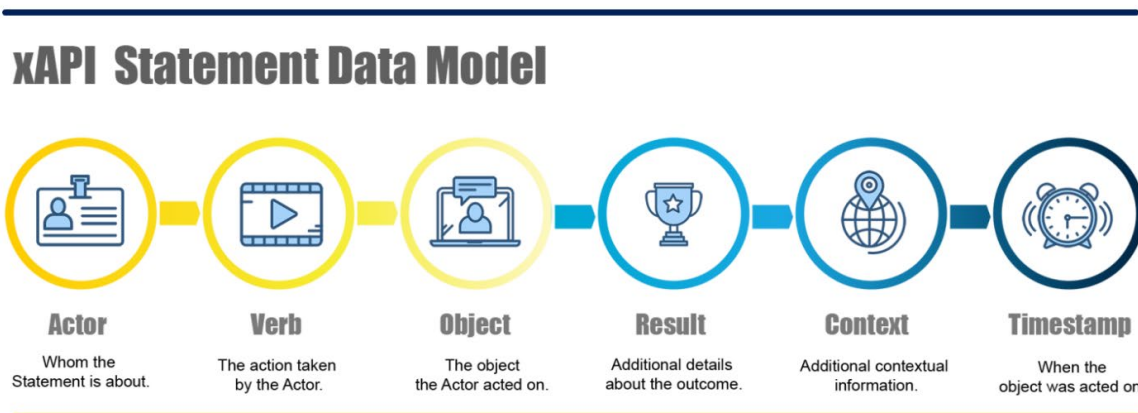 xAPI Statement Data Model
Actor
Whom the
Statement is about.
Verb
The action taken
by the Actor.
Object
The object
the Actor acted on.
Result
Additional details
about the outcome.
Context
Additional contextual
information.
Timestamp
When the
object was acted on